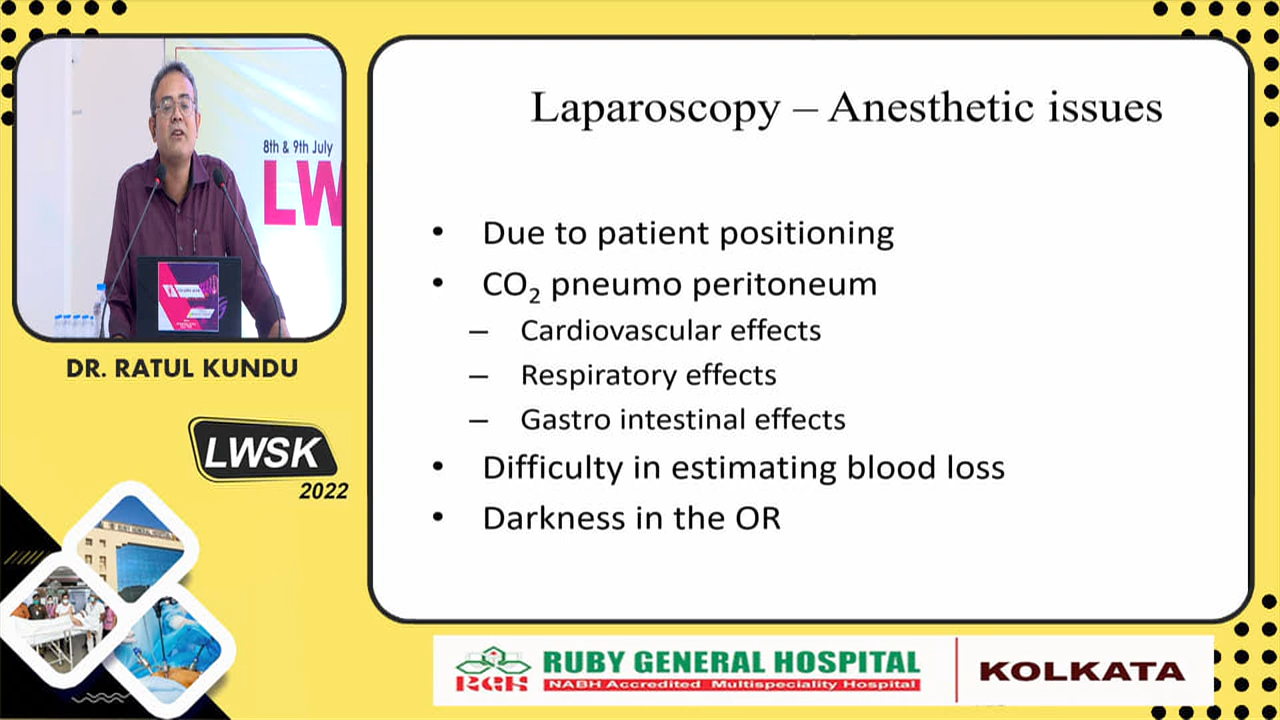 8th & 9th July
LW
DR. RATUL KUNDU
LWSK
2022
Laparoscopy – Anesthetic issues
• Due to patient positioning
• CO₂ pneumo peritoneum
– Cardiovascular effects
– Respiratory effects
– Gastro intestinal effects
• Difficulty in estimating blood loss
• Darkness in the OR
RGH
RUBY GENERAL HOSPITAL
NABH Accredited Multispeciality Hospital
KOLKATA